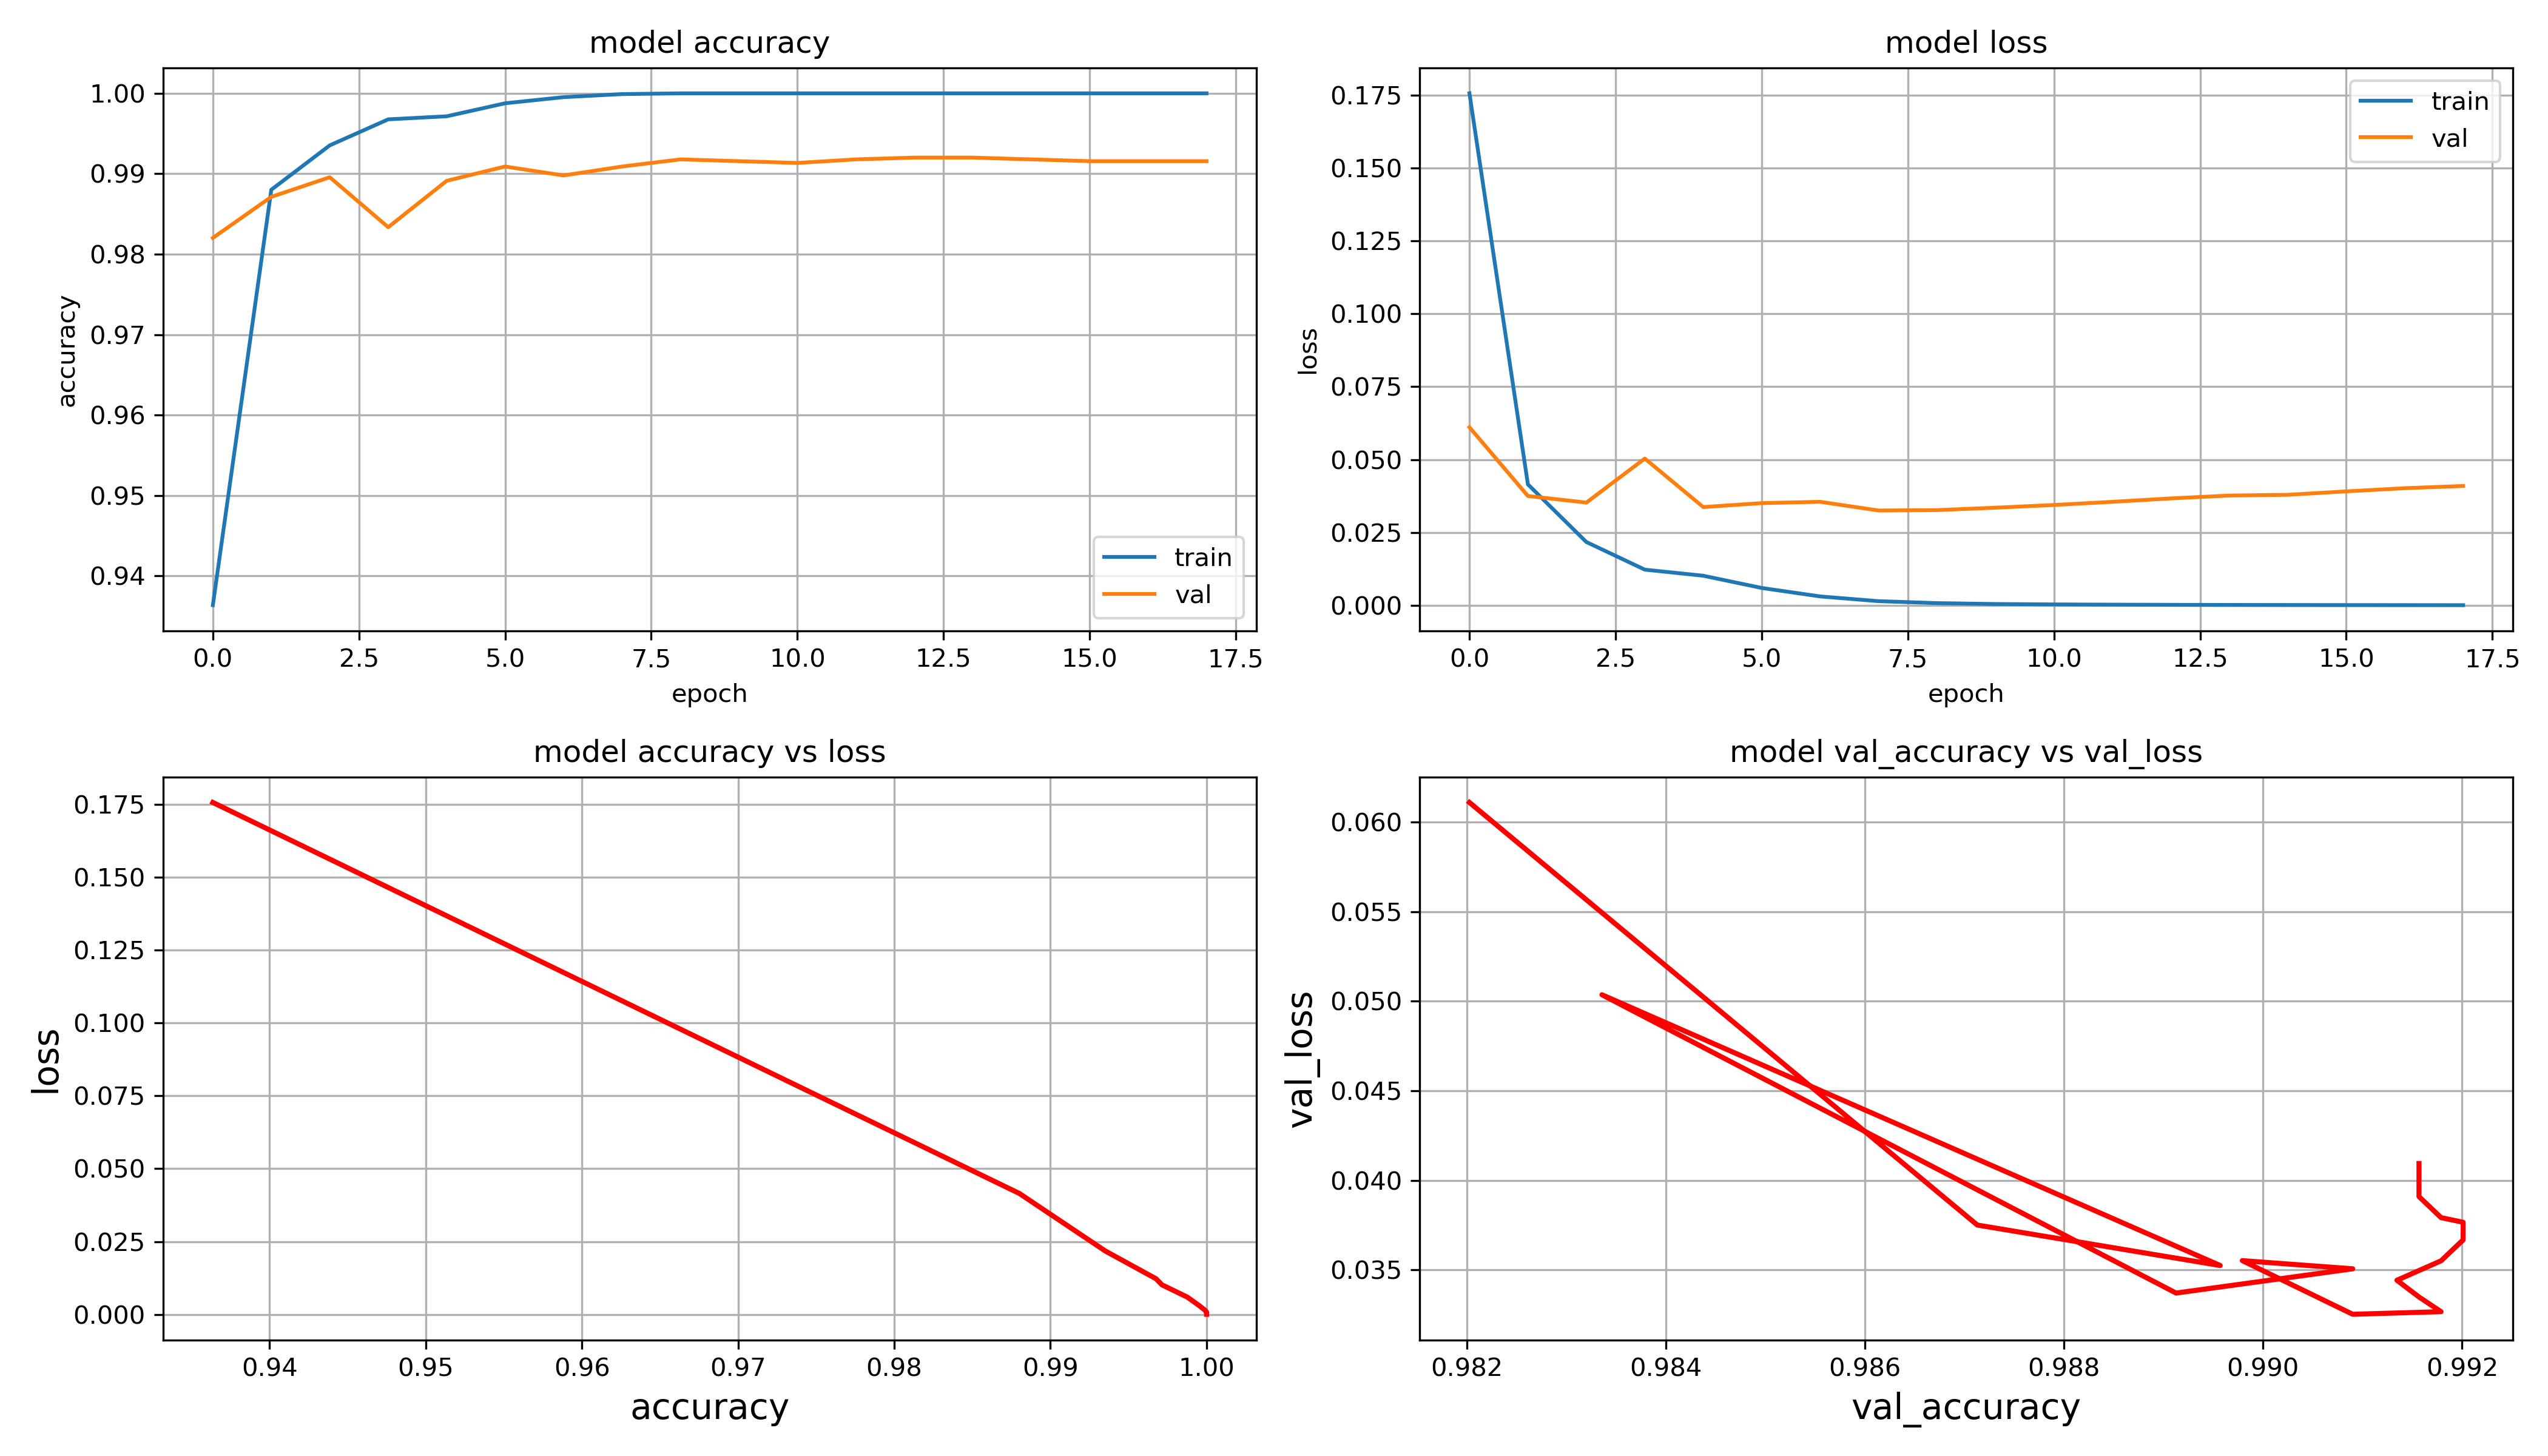 model accuracy
1.00
0.99
0.98
0.97
0.96
0.95
0.94
accuracy
train
val
0.0 2.5 5.0 7.5 10.0 12.5 15.0 17.5
epoch
model loss
0.175
0.150
0.125
0.100
0.075
0.050
0.025
0.000
loss
train
val
0.0 2.5 5.0 7.5 10.0 12.5 15.0 17.5
epoch
model accuracy vs loss
0.175
0.150
0.125
0.100
0.075
0.050
0.025
0.000
loss
0.94 0.95 0.96 0.97 0.98 0.99 1.00
accuracy
model val_accuracy vs val_loss
0.060
0.055
0.050
0.045
0.040
0.035
val_loss
0.982 0.984 0.986 0.988 0.990 0.992
val_accuracy